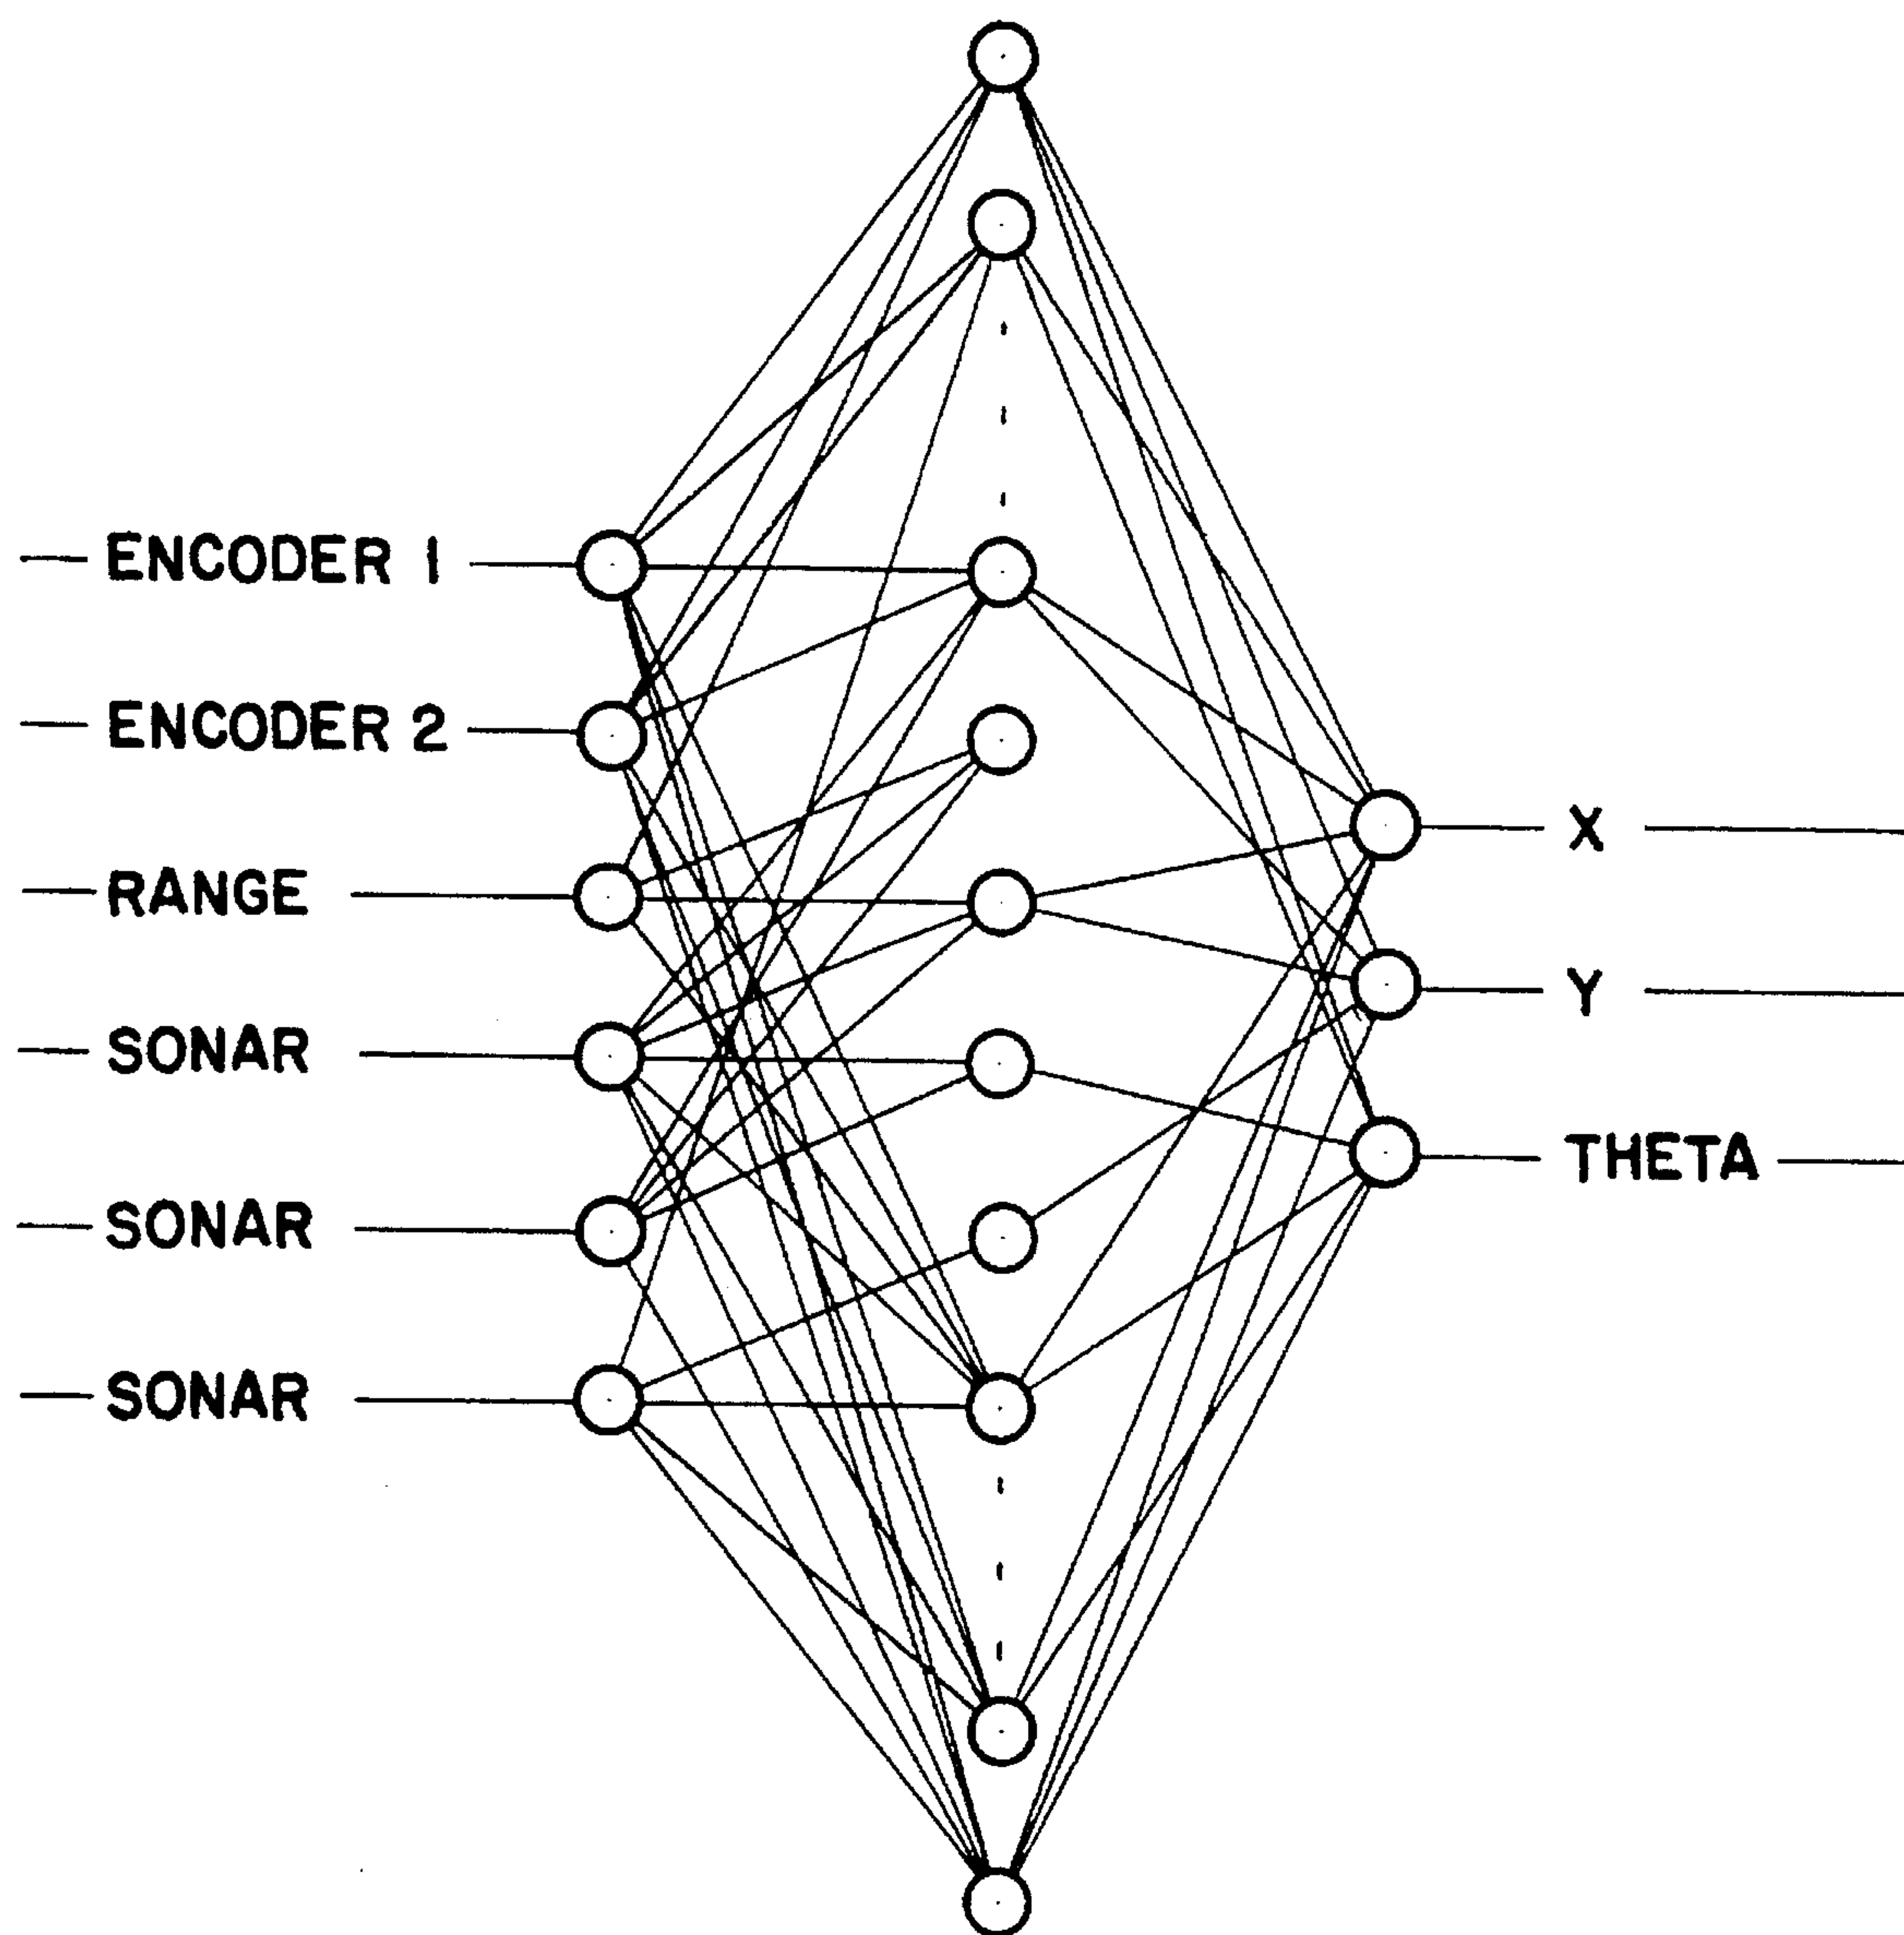 ENCODER 1
ENCODER 2
RANGE
SONAR
SONAR
SONAR
X
Y
THETA